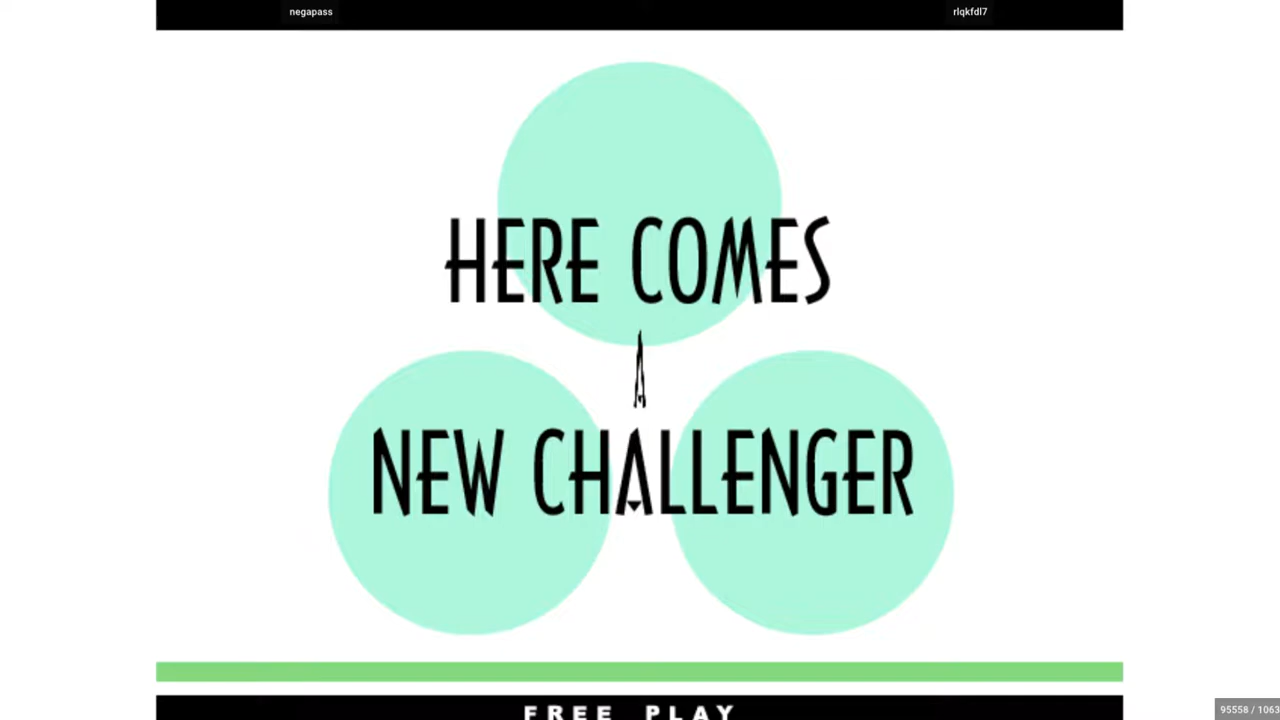 negapass
rlqkfdl7
HERE COMES
A
NEW CHALLENGER
FREE PLAY
95558 / 1063